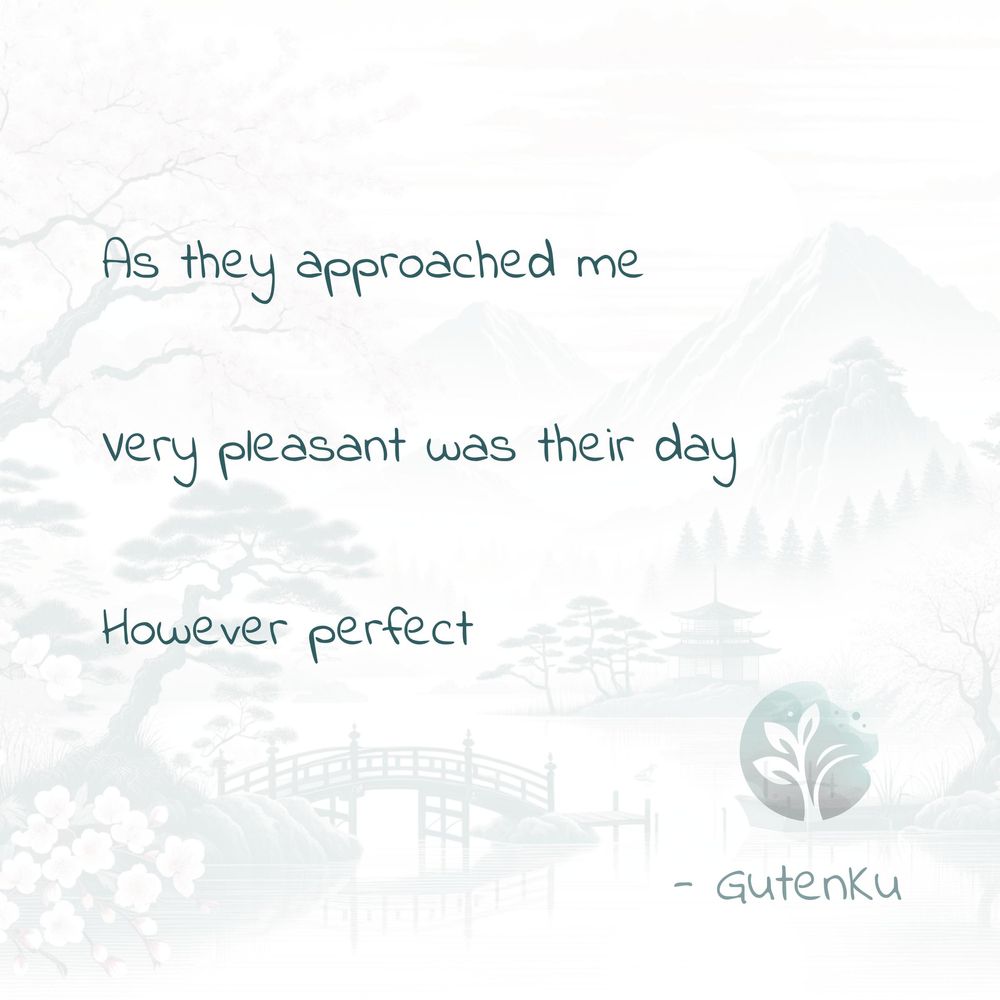 As they approached me
very pleasant was their day
However perfect
- GutenKu